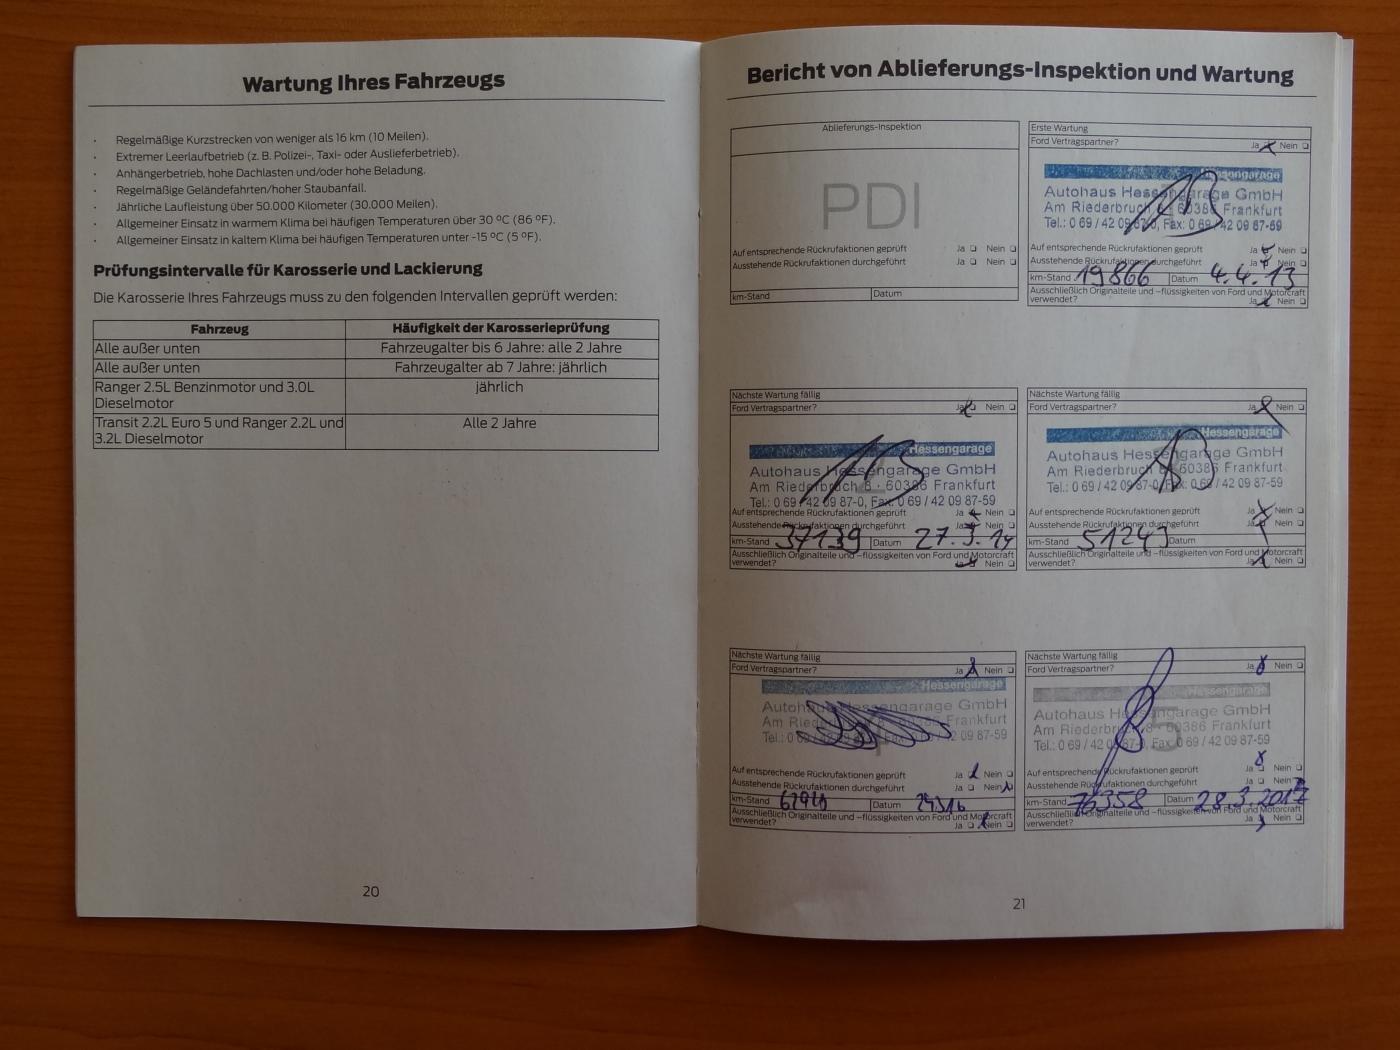 Wartung Ihres Fahrzeugs
· Regelmäßige Kurzstrecken von weniger als 16 km (10 Meilen).
· Extremer Leerlaufbetrieb (z. B. Polizei-, Taxi- oder Auslieferbetrieb).
· Anhängerbetrieb, hohe Dachlasten und/oder hohe Beladung.
· Regelmäßige Geländefahrten/hoher Staubanfall.
· Jährliche Laufleistung über 50.000 Kilometer (30.000 Meilen).
· Allgemeiner Einsatz in warmem Klima bei häufigen Temperaturen über 30 ºC (86 ºF).
· Allgemeiner Einsatz in kaltem Klima bei häufigen Temperaturen unter -15 ºC (5 ºF).
Prüfungsintervalle für Karosserie und Lackierung
Die Karosserie Ihres Fahrzeugs muss zu den folgenden Intervallen geprüft werden:
Fahrzeug Häufigkeit der Karosserieprüfung
Alle außer unten Fahrzeugalter bis 6 Jahre: alle 2 Jahre
Alle außer unten Fahrzeugalter ab 7 Jahre: jährlich
Ranger 2.5L Benzinmotor und 3.0L jährlich
Dieselmotor
Transit 2.2L Euro 5 und Ranger 2.2L und Alle 2 Jahre
3.2L Dieselmotor
20
Bericht von Ablieferungs-Inspektion und Wartung
Ablieferungs-Inspektion
PDI
Auf entsprechende Rückrufaktionen geprüft Ja Nein
Ausstehende Rückrufaktionen durchgeführt Ja Nein
km-Stand Datum
Erste Wartung
Ford Vertragspartner? Ja Nein
Hessengarage
Autohaus Hessengarage GmbH
Am Riederbruch 60386 Frankfurt
Tel.: 0 69 / 42 09 87-0, Fax: 0 69 / 42 09 87-59
Auf entsprechende Rückrufaktionen geprüft Ja Nein
Ausstehende Rückrufaktionen durchgeführt Ja Nein
km-Stand 19866 Datum 4.4.13
Ausschließlich Originalteile und –flüssigkeiten von Ford und Motorcraft
verwendet? Ja Nein
Nächste Wartung fällig
Ford Vertragspartner? Ja Nein
Hessengarage
Autohaus Hessengarage GmbH
Am Riederbruch 8 · 60386 Frankfurt
Tel.: 0 69 / 42 09 87-0, Fax: 0 69 / 42 09 87-59
Auf entsprechende Rückrufaktionen geprüft Ja Nein
Ausstehende Rückrufaktionen durchgeführt Ja Nein
km-Stand 37139 Datum 27.3.14
Ausschließlich Originalteile und –flüssigkeiten von Ford und Motorcraft
verwendet? Ja Nein
Nächste Wartung fällig
Ford Vertragspartner? Ja Nein
Hessengarage
Autohaus Hessengarage GmbH
Am Riederbruch 60386 Frankfurt
Tel.: 0 69 / 42 09 87-0, Fax: 0 69 / 42 09 87-59
Auf entsprechende Rückrufaktionen geprüft Ja Nein
Ausstehende Rückrufaktionen durchgeführt Ja Nein
km-Stand 51243 Datum
Ausschließlich Originalteile und –flüssigkeiten von Ford und Motorcraft
verwendet? Ja Nein
Nächste Wartung fällig
Ford Vertragspartner? Ja Nein
Hessengarage
Autohaus Hessengarage GmbH
Am Frankfurt
Tel.: 09 87-59
Auf entsprechende Rückrufaktionen geprüft Ja Nein
Ausstehende Rückrufaktionen durchgeführt Ja Nein
km-Stand Datum
Ausschließlich Originalteile und –flüssigkeiten von Ford und Motorcraft
verwendet? Ja Nein
Nächste Wartung fällig
Ford Vertragspartner? Ja Nein
Hessengarage
Autohaus Hessengarage GmbH
Am Riederbruch 8 · 60386 Frankfurt
Tel.: 0 69 / 42 09 87-0, Fax: 0 69 / 42 09 87-59
5
Auf entsprechende Rückrufaktionen geprüft Ja Nein
Ausstehende Rückrufaktionen durchgeführt Ja Nein
km-Stand 76358 Datum 28.3.2017
Ausschließlich Originalteile und –flüssigkeiten von Ford und Motorcraft
verwendet? Ja Nein
21